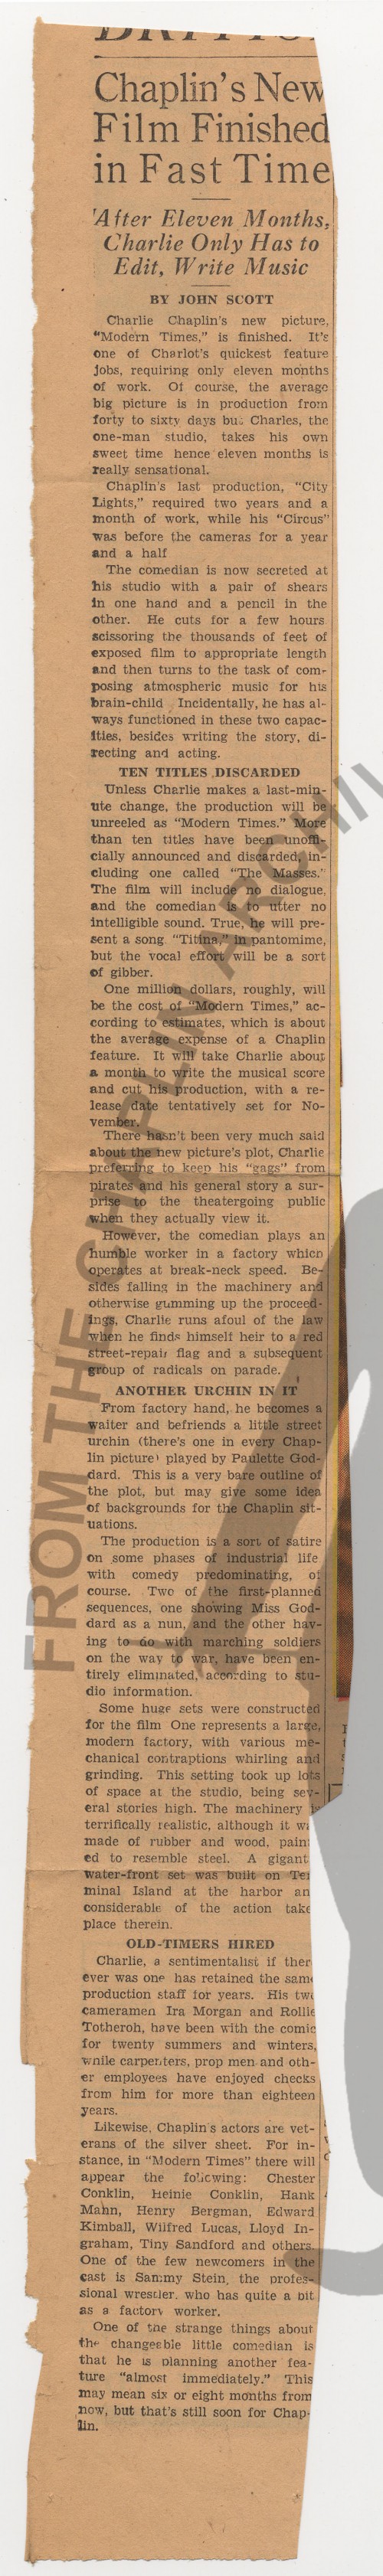 Chaplin's New
Film Finished
in Fast Time
After Eleven Months,
Charlie Only Has to
Edit, Write Music
BY JOHN SCOTT
Charlie Chaplin's new picture,
"Modern Times," is finished. It's
one of Charlot's quickest feature
jobs, requiring only eleven months
of work. Of course, the average
big picture is in production from
forty to sixty days but Charles, the
one-man studio, takes his own
sweet time hence eleven months is
really sensational.
Chaplin's last production, "City
Lights," required two years and a
month of work, while his "Circus"
was before the cameras for a year
and a half
The comedian is now secreted at
his studio with a pair of shears
in one hand and a pencil in the
other. He cuts for a few hours
scissoring the thousands of feet of
exposed film to appropriate length
and then turns to the task of com-
posing atmospheric music for his
brain-child Incidentally, he has al-
ways functioned in these two capac-
ities, besides writing the story, di-
recting and acting.
TEN TITLES DISCARDED
Unless Charlie makes a last-min-
ute change, the production will be
unreeled as "Modern Times." More
than ten titles have been unoffi-
cially announced and discarded, in-
cluding one called "The Masses."
The film will include no dialogue,
and the comedian is to utter no
intelligible sound. True, he will pre-
sent a song "Titina," in pantomime,
but the vocal effort will be a sort
of gibber.
One million dollars, roughly, will
be the cost of "Modern Times," ac-
cording to estimates, which is about
the average expense of a Chaplin
feature. It will take Charlie about
a month to write the musical score
and cut his production, with a re-
lease date tentatively set for No-
vember.
There hasn't been very much said
about the new picture's plot, Charlie
preferring to keep his "gags" from
pirates and his general story a sur-
prise to the theatergoing public
when they actually view it.
However, the comedian plays an
humble worker in a factory which
operates at break-neck speed. Be-
sides falling in the machinery and
otherwise gumming up the proceed-
ings, Charlie runs afoul of the law
when he finds himself heir to a red
street-repair flag and a subsequent
group of radicals on parade.
ANOTHER URCHIN IN IT
From factory hand, he becomes a
waiter and befriends a little street
urchin (there's one in every Chap-
lin picture) played by Paulette God-
dard. This is a very bare outline of
the plot, but may give some idea
of backgrounds for the Chaplin sit-
uations.
The production is a sort of satire
on some phases of industrial life
with comedy predominating, of
course. Two of the first-planned
sequences, one showing Miss God-
dard as a nun, and the other hav-
ing to do with marching soldiers
on the way to war, have been en-
tirely eliminated, according to stu-
dio information.
Some huge sets were constructed
for the film One represents a large,
modern factory, with various me-
chanical contraptions whirling and
grinding. This setting took up lots
of space at the studio, being sev-
eral stories high. The machinery is
terrifically realistic, although it w
made of rubber and wood, paint
ed to resemble steel. A gigant
water-front set was built on Ter
minal Island at the harbor an
considerable of the action take
place therein.
OLD-TIMERS HIRED
Charlie, a sentimentalist if ther
ever was one has retained the same
production staff for years. His two
cameramen Ira Morgan and Rollie
Totheroh, have been with the comic
for twenty summers and winters,
while carpenters, prop men and oth-
er employees have enjoyed checks
from him for more than eighteen
years.
Likewise, Chaplin's actors are vet-
erans of the silver sheet. For in-
stance, in "Modern Times" there will
appear the following: Chester
Conklin, Heinie Conklin, Hank
Mahn, Henry Bergman, Edward
Kimball, Wilfred Lucas, Lloyd In-
graham, Tiny Sandford and others.
One of the few newcomers in the
cast is Sammy Stein, the profes-
sional wrestler, who has quite a bit
as a factory worker.
One of the strange things about
the changeable little comedian is
that he is planning another fea-
ture "almost immediately." This
may mean six or eight months from
now, but that's still soon for Chap-
lin.
FROM THE CHAPLIN ARCHIV